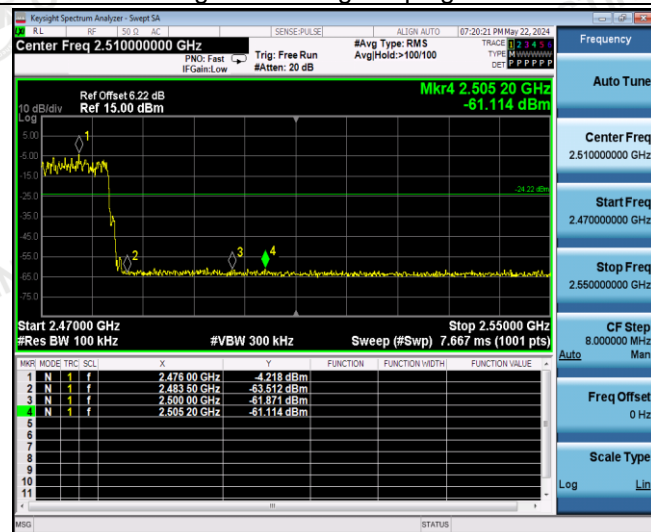 Keysight Spectrum Analyzer - Swept SA
RL RF 50 Ω AC SENSE:PULSE ALIGN AUTO 07:20:21 PM May 22, 2024
Center Freq 2.510000000 GHz
PNO: Fast
IFGain:Low
Trig: Free Run
#Atten: 20 dB
#Avg Type: RMS
Avg|Hold:>100/100
TRACE 1 2 3 4 5 6
TYPE M WWWWW
DET P P P P P P
Ref Offset 6.22 dB
10 dB/div Ref 15.00 dBm
Log
Mkr4 2.505 20 GHz
-61.114 dBm
5.00
-5.00
-15.0
-25.0
-35.0
-45.0
-55.0
-65.0
-75.0
1
2
3
4
-24.22 dBm
Start 2.47000 GHz Stop 2.55000 GHz
#Res BW 100 kHz #VBW 300 kHz Sweep (#Swp) 7.667 ms (1001 pts)
MKR MODE TRC SCL X Y FUNCTION FUNCTION WIDTH FUNCTION VALUE
1 N 1 f 2.476 00 GHz -4.218 dBm
2 N 1 f 2.483 50 GHz -63.512 dBm
3 N 1 f 2.500 00 GHz -61.871 dBm
4 N 1 f 2.505 20 GHz -61.114 dBm
5
6
7
8
9
10
11
MSG STATUS
Frequency
Auto Tune
Center Freq
2.510000000 GHz
Start Freq
2.470000000 GHz
Stop Freq
2.550000000 GHz
CF Step
8.000000 MHz
Auto Man
Freq Offset
0 Hz
Scale Type
Log Lin